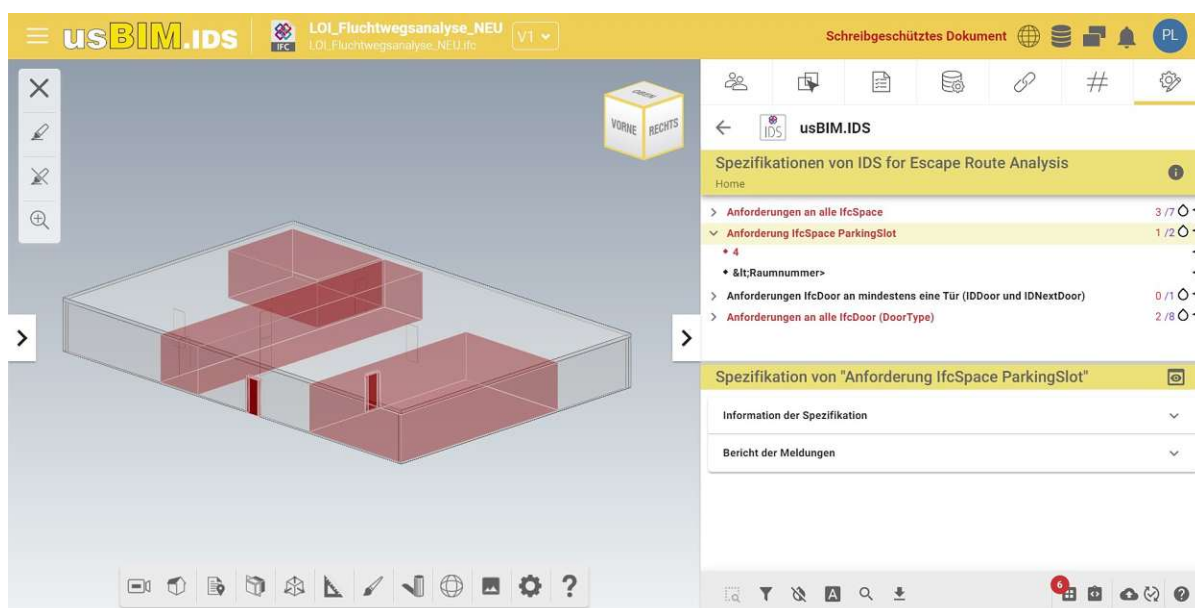 usBIM.IDS
IFC
LOI_Fluchtwegsanalyse_NEU
LOI_Fluchtwegsanalyse_NEU.ifc
V1
Schreibgeschütztes Dokument
PL
OBEN
VORNE
RECHTS
IDS
usBIM.IDS
Spezifikationen von IDS for Escape Route Analysis
Home
Anforderungen an alle IfcSpace
3 /7
Anforderung IfcSpace ParkingSlot
1 /2
4
&lt;Raumnummer>
Anforderungen IfcDoor an mindestens eine Tür (IDDoor und IDNextDoor)
0 /1
Anforderungen an alle IfcDoor (DoorType)
2 /8
Spezifikation von "Anforderung IfcSpace ParkingSlot"
Information der Spezifikation
Bericht der Meldungen
A
6